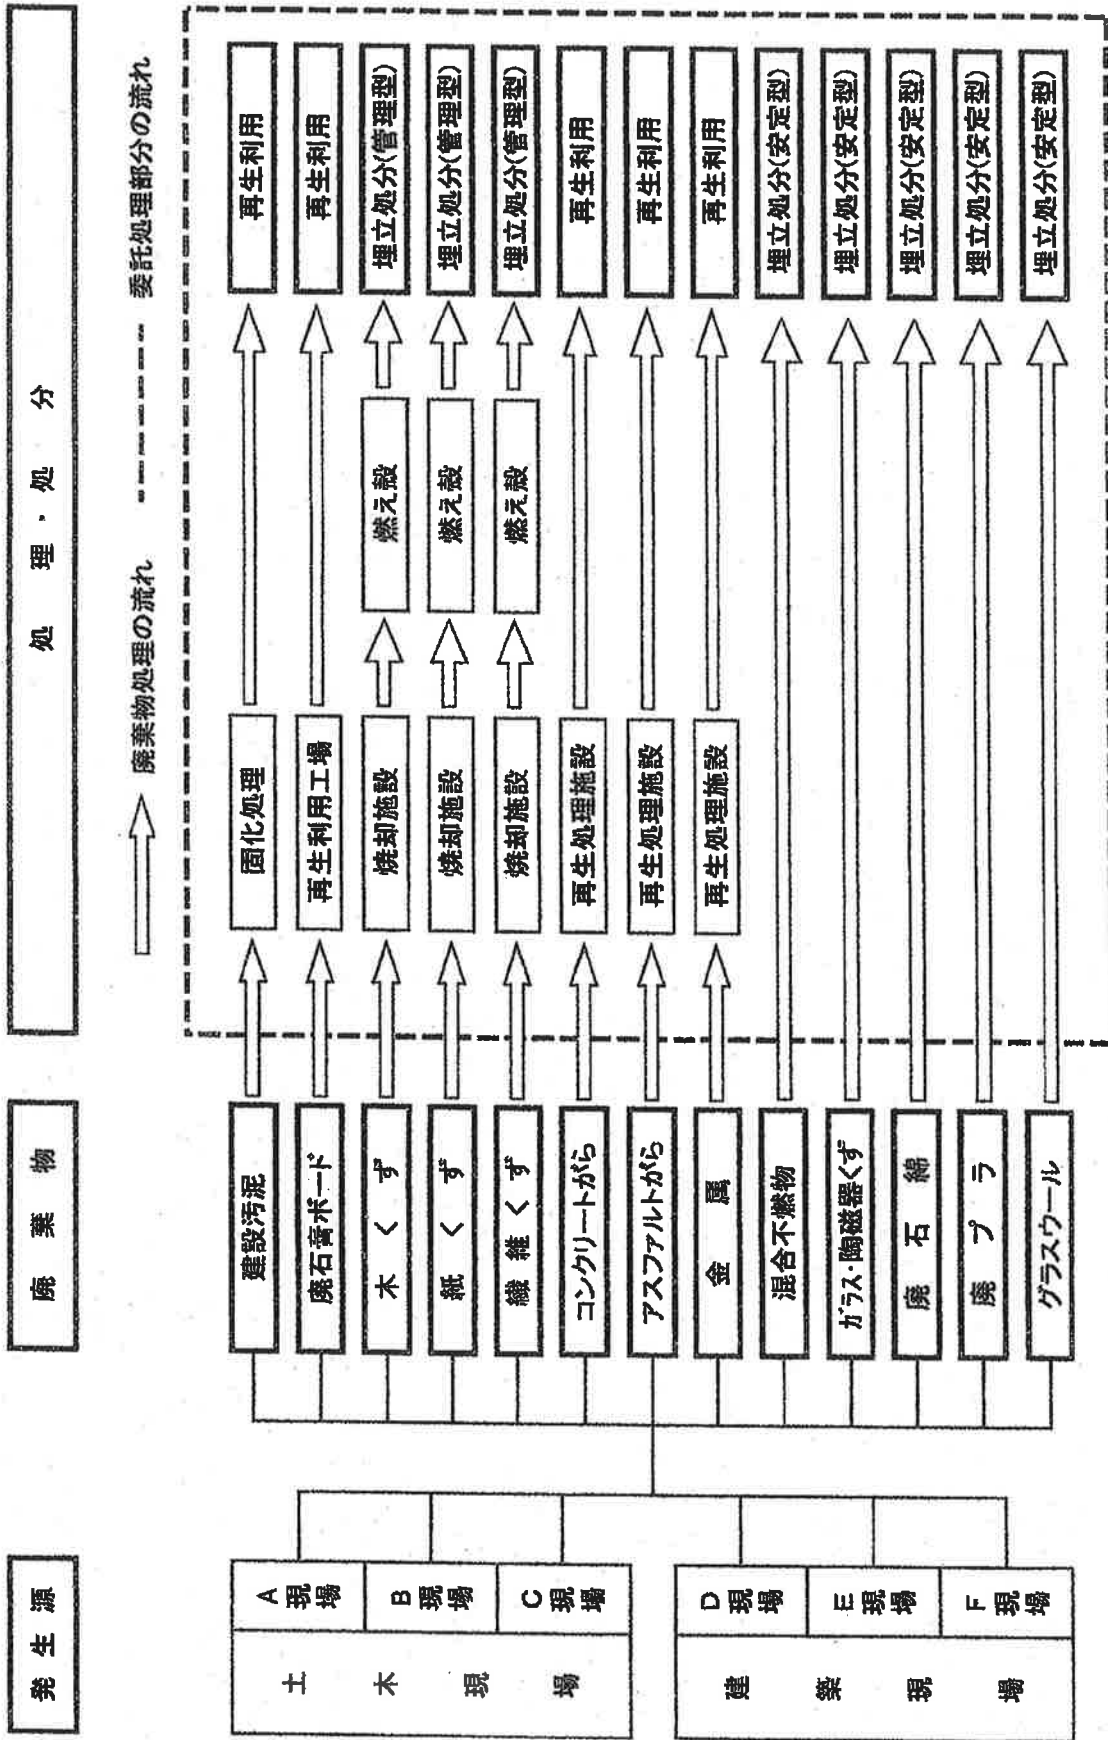 発生源
廃棄物
処理・処分
廃棄物処理の流れ
委託処理部分の流れ
土木現場
A現場
B現場
C現場
建築現場
D現場
E現場
F現場
建設汚泥
固化処理
再生利用
廃石膏ボード
再生利用工場
再生利用
木くず
焼却施設
燃え殻
埋立処分(管理型)
紙くず
焼却施設
燃え殻
埋立処分(管理型)
繊維くず
焼却施設
燃え殻
埋立処分(管理型)
コンクリートがら
再生処理施設
再生利用
アスファルトがら
再生処理施設
再生利用
金属
再生処理施設
再生利用
混合不燃物
埋立処分(安定型)
ガラス・陶磁器くず
埋立処分(安定型)
廃石綿
埋立処分(安定型)
廃プラ
埋立処分(安定型)
グラスウール
埋立処分(安定型)